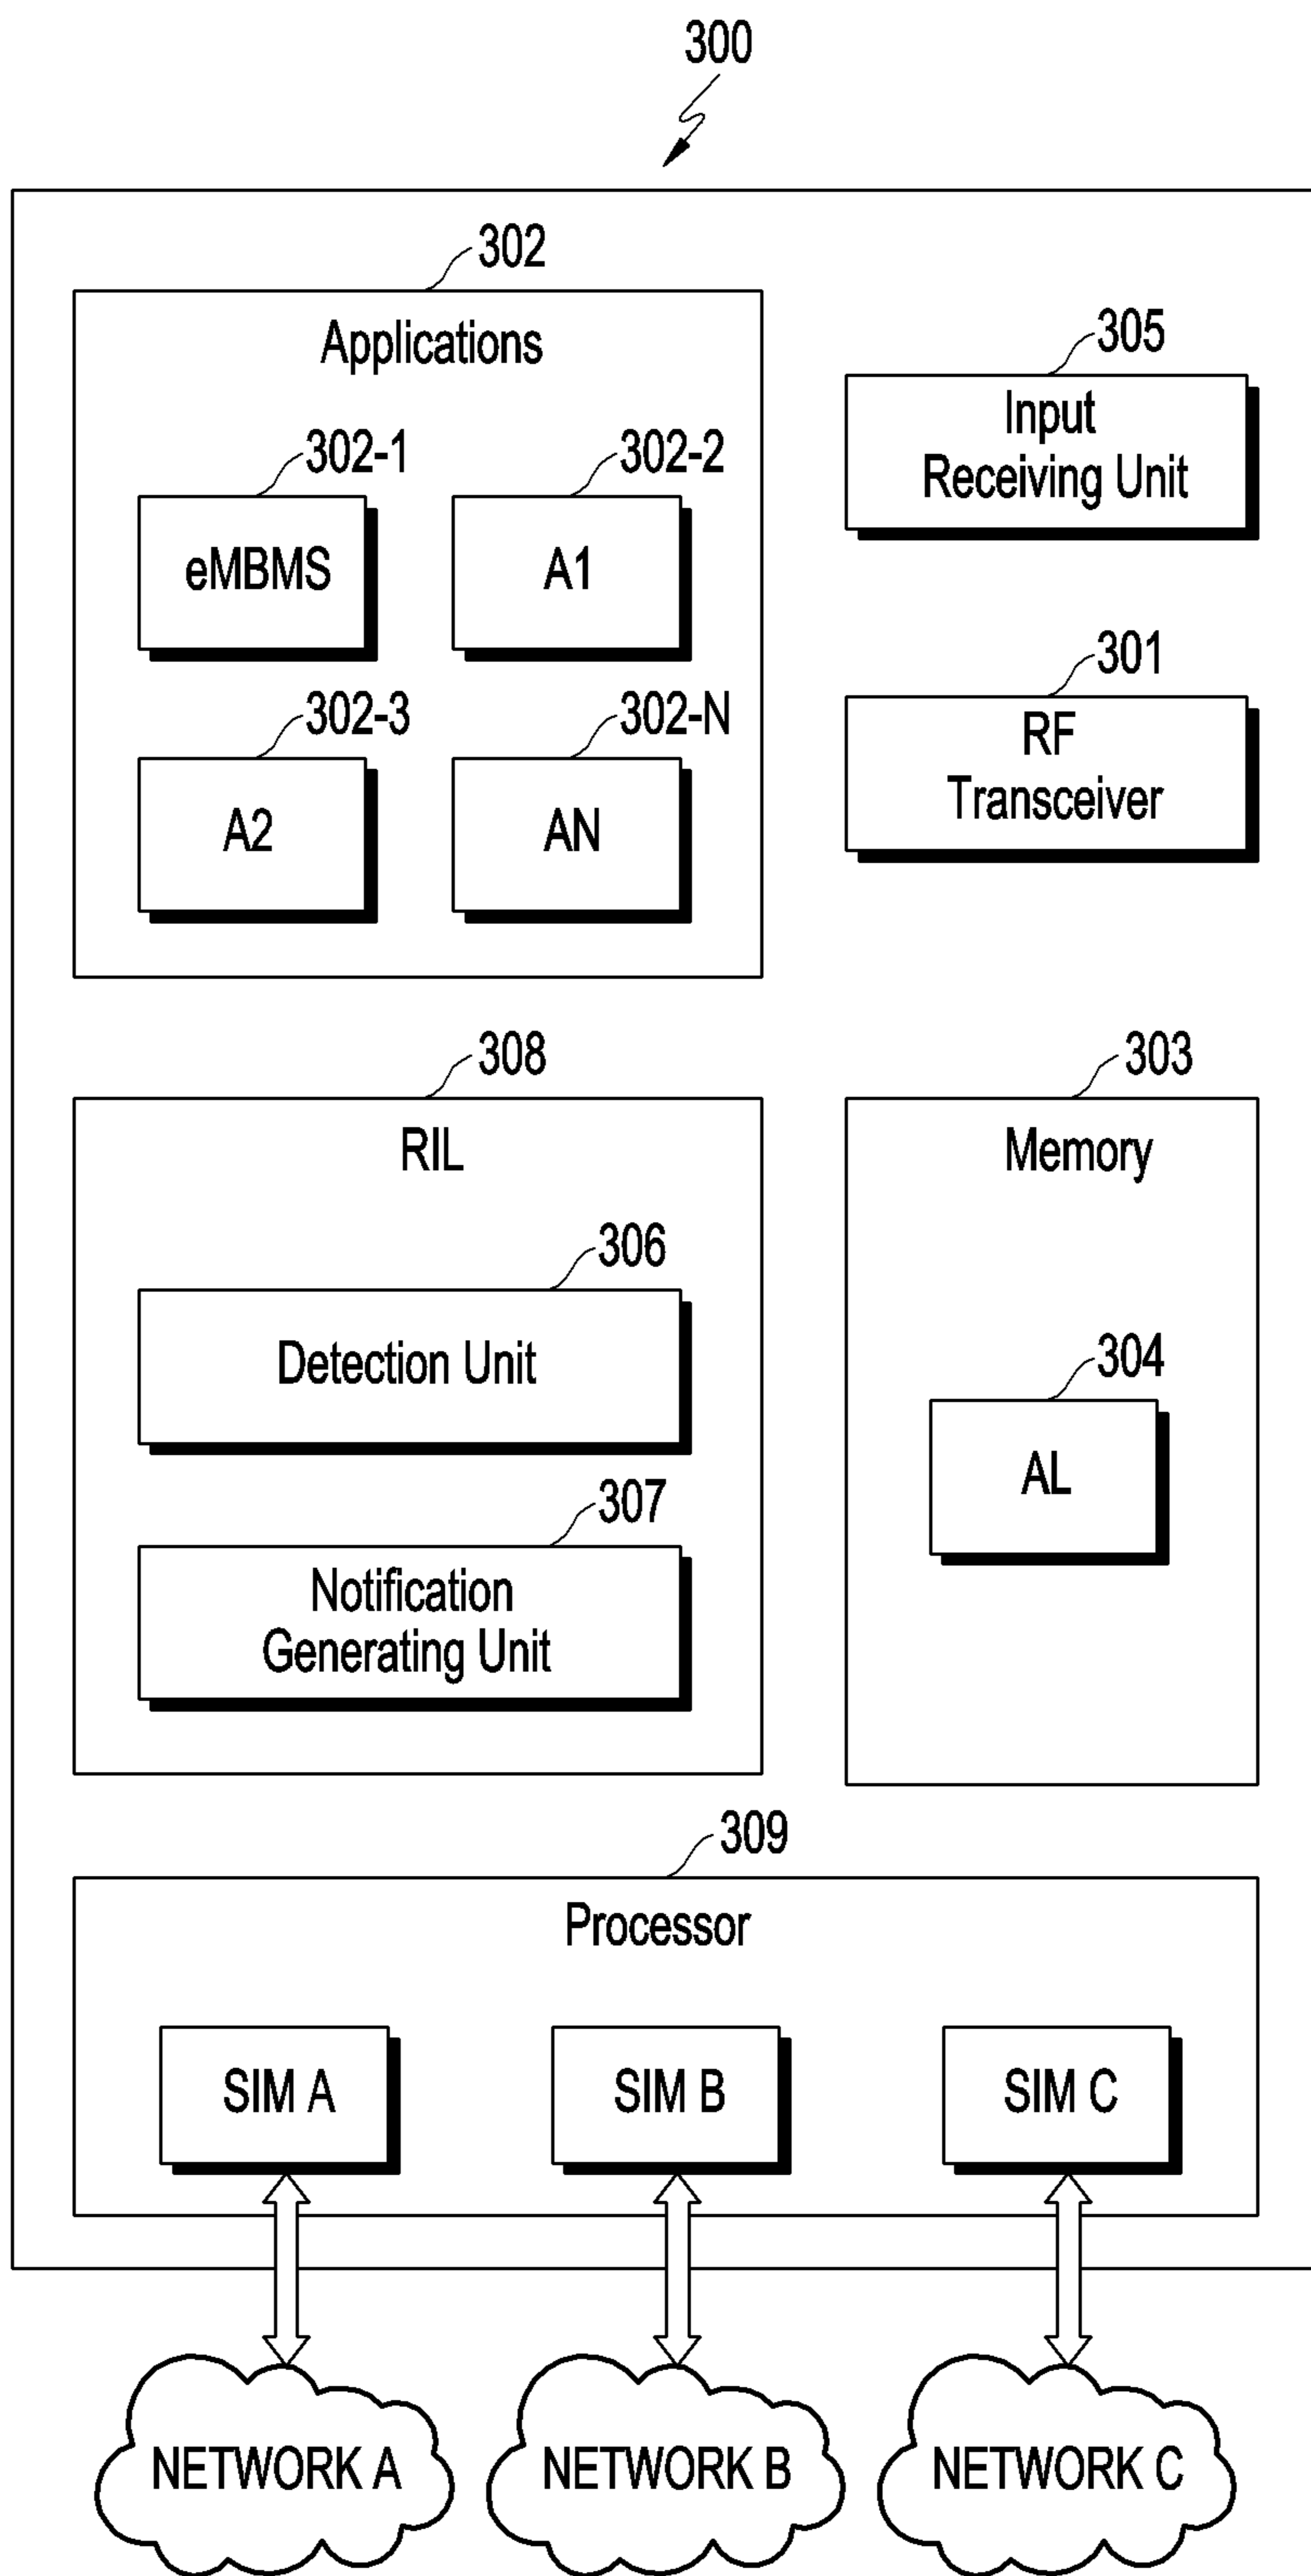 300
302
Applications
305
Input
Receiving Unit
302-1
302-2
eMBMS
A1
301
RF
Transceiver
302-3
302-N
A2
AN
308
RIL
303
Memory
306
Detection Unit
304
AL
307
Notification
Generating Unit
309
Processor
SIM A
SIM B
SIM C
NETWORK A
NETWORK B
NETWORK C